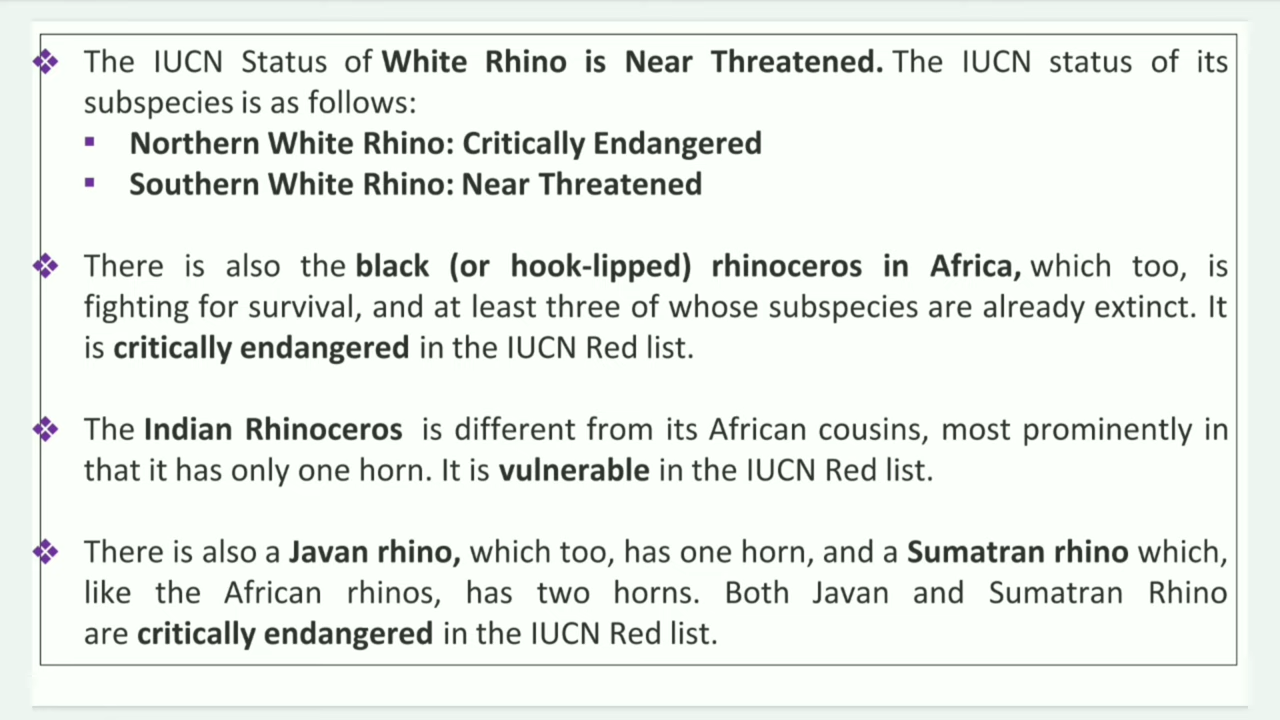 ❖ The IUCN Status of White Rhino is Near Threatened. The IUCN status of its
subspecies is as follows:
▪ Northern White Rhino: Critically Endangered
▪ Southern White Rhino: Near Threatened
❖ There is also the black (or hook-lipped) rhinoceros in Africa, which too, is
fighting for survival, and at least three of whose subspecies are already extinct. It
is critically endangered in the IUCN Red list.
❖ The Indian Rhinoceros is different from its African cousins, most prominently in
that it has only one horn. It is vulnerable in the IUCN Red list.
❖ There is also a Javan rhino, which too, has one horn, and a Sumatran rhino which,
like the African rhinos, has two horns. Both Javan and Sumatran Rhino
are critically endangered in the IUCN Red list.